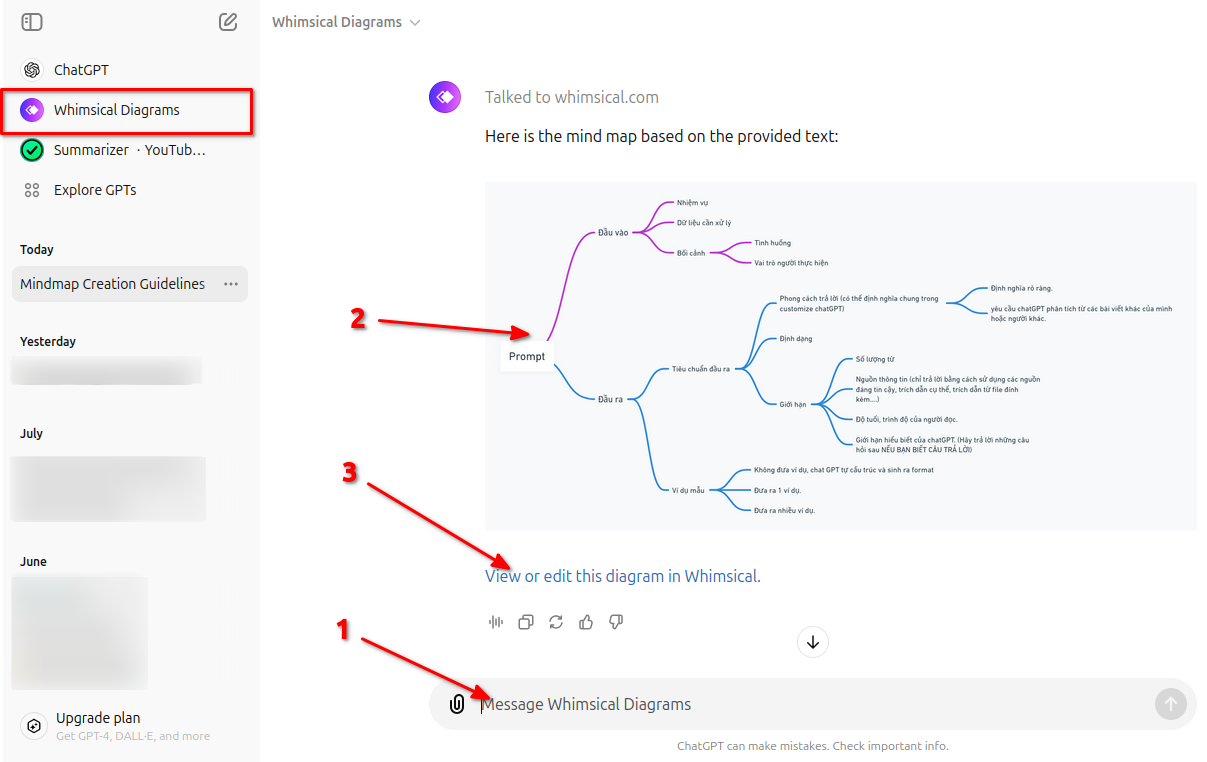 ChatGPT
Whimsical Diagrams
Summarizer · YouTub...
Explore GPTs
Today
Mindmap Creation Guidelines
Yesterday
July
June
Upgrade plan
Get GPT-4, DALL·E, and more
Whimsical Diagrams
Talked to whimsical.com
Here is the mind map based on the provided text:
Prompt
Đầu vào
Nhiệm vụ
Dữ liệu cần xử lý
Bối cảnh
Tình huống
Vai trò người thực hiện
Đầu ra
Tiêu chuẩn đầu ra
Phong cách trả lời (có thể định nghĩa chung trong
customize chatGPT)
Định nghĩa rõ ràng.
yêu cầu chatGPT phân tích từ các bài viết khác của mình
hoặc người khác.
Định dạng
Giới hạn
Số lượng từ
Nguồn thông tin (chỉ trả lời bằng cách sử dụng các nguồn
đáng tin cậy, trích dẫn cụ thể, trích dẫn từ file đính
kèm....)
Độ tuổi, trình độ của người đọc.
Giới hạn hiểu biết của chatGPT. (Hãy trả lời những câu
hỏi sau NẾU BẠN BIẾT CÂU TRẢ LỜI)
Ví dụ mẫu
Không đưa ví dụ, chat GPT tự cấu trúc và sinh ra format
Đưa ra 1 ví dụ.
Đưa ra nhiều ví dụ.
2
3
View or edit this diagram in Whimsical.
1
Message Whimsical Diagrams
ChatGPT can make mistakes. Check important info.